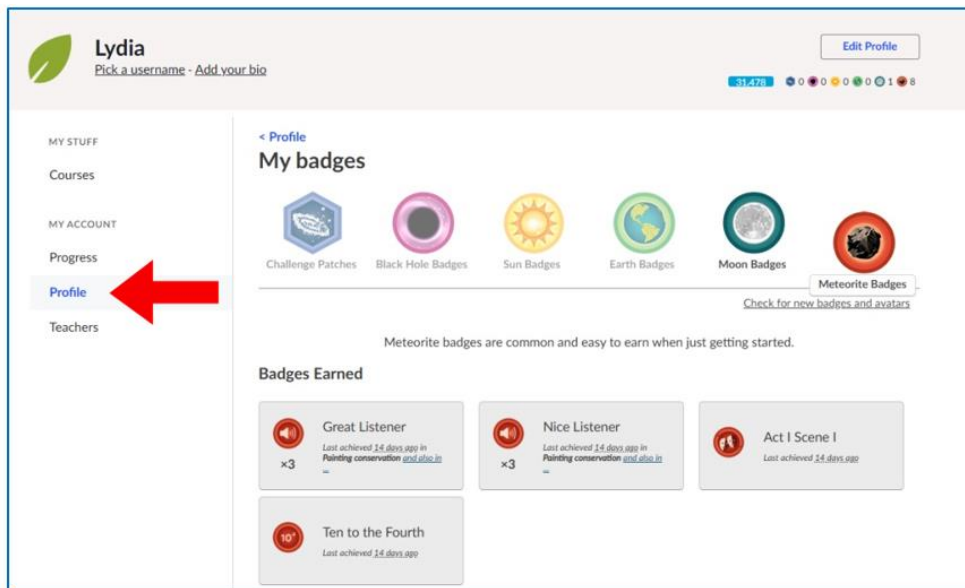 Lydia
Pick a username - Add your bio
Edit Profile
31,478 0 0 0 0 1 8
MY STUFF
Courses
MY ACCOUNT
Progress
Profile
Teachers
< Profile
My badges
Challenge Patches Black Hole Badges Sun Badges Earth Badges Moon Badges
Meteorite Badges
Check for new badges and avatars
Meteorite badges are common and easy to earn when just getting started.
Badges Earned
Great Listener
Last achieved 14 days ago in
Painting conservation and also in
...
×3
Nice Listener
Last achieved 14 days ago in
Painting conservation and also in
...
×3
Act I Scene I
Last achieved 14 days ago
10⁴
Ten to the Fourth
Last achieved 14 days ago